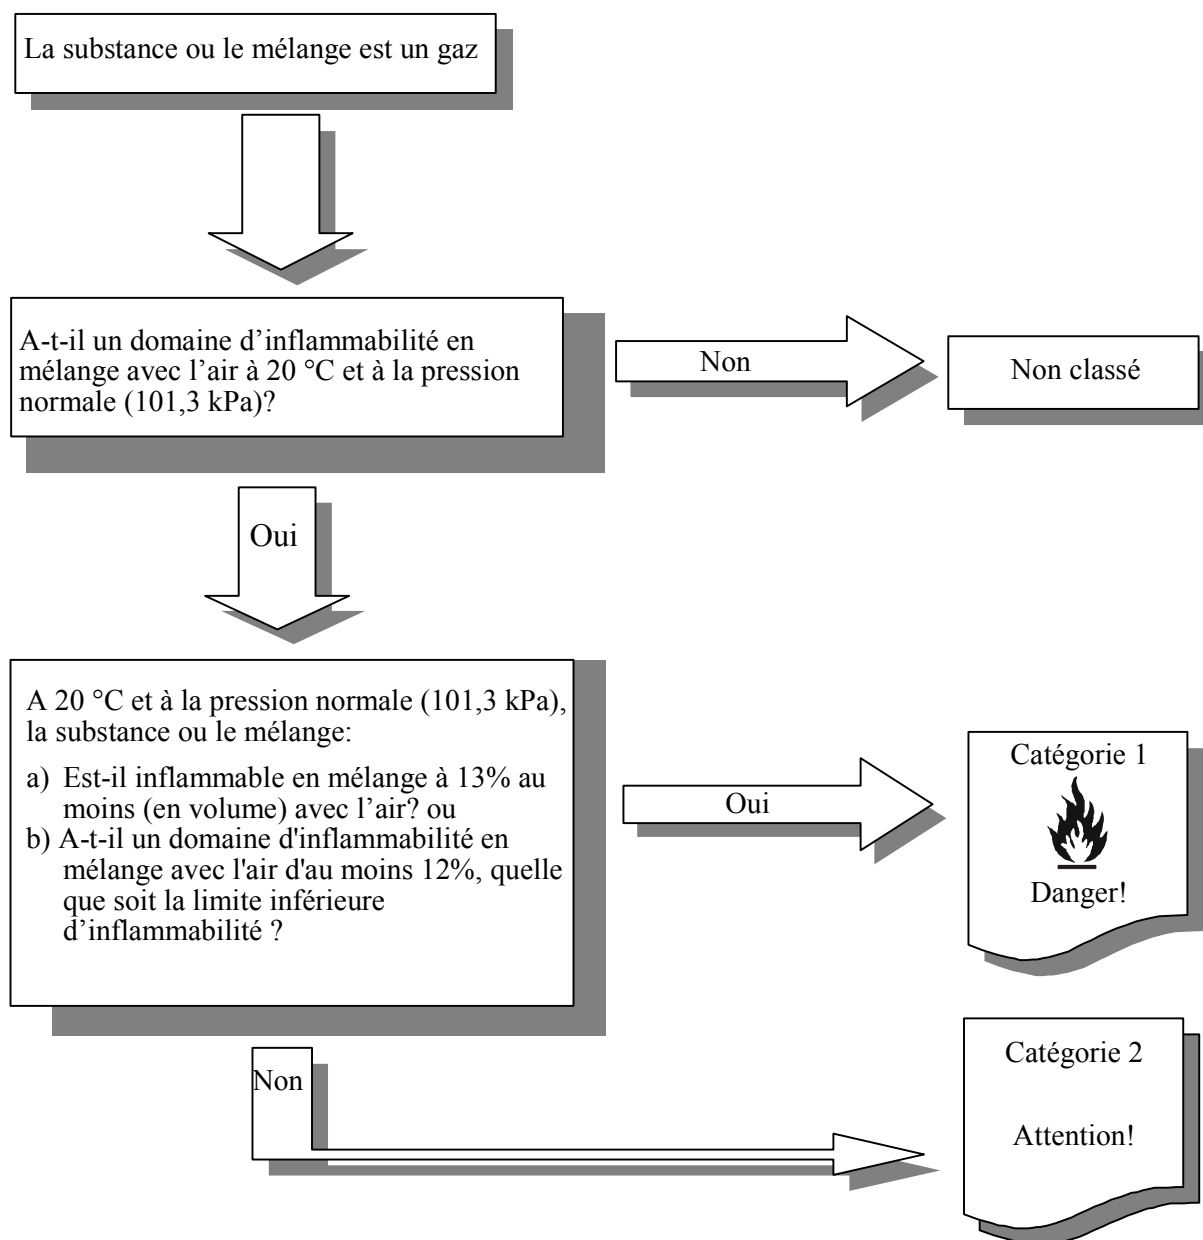 La substance ou le mélange est un gaz
A-t-il un domaine d’inflammabilité en
mélange avec l’air à 20 °C et à la pression
normale (101,3 kPa)?
Non
Non classé
Oui
A 20 °C et à la pression normale (101,3 kPa),
la substance ou le mélange:
a) Est-il inflammable en mélange à 13% au
moins (en volume) avec l’air? ou
b) A-t-il un domaine d'inflammabilité en
mélange avec l'air d'au moins 12%, quelle
que soit la limite inférieure
d’inflammabilité ?
Oui
Catégorie 1
Danger!
Non
Catégorie 2
Attention!